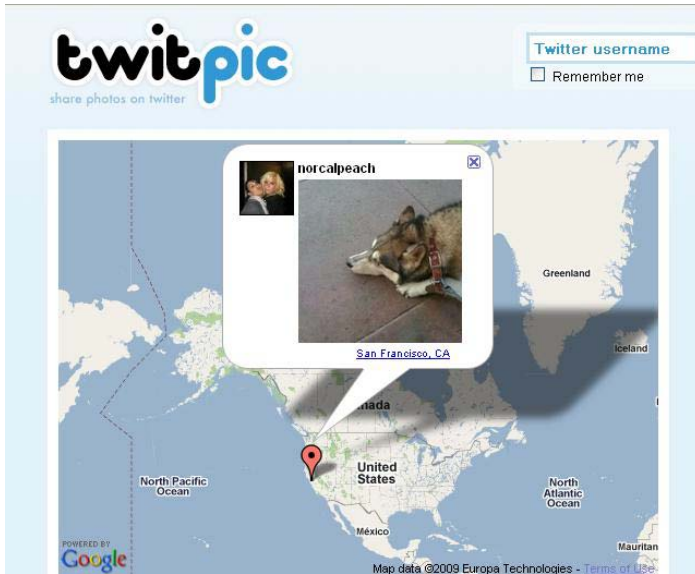 twitpic
share photos on twitter
Twitter username
Remember me
norcalpeach
San Francisco, CA
Greenland
Iceland
nada
United
States
North Pacific
Ocean
North
Atlantic
Ocean
México
Mauritan
POWERED BY
Google
Map data ©2009 Europa Technologies - Terms of Use